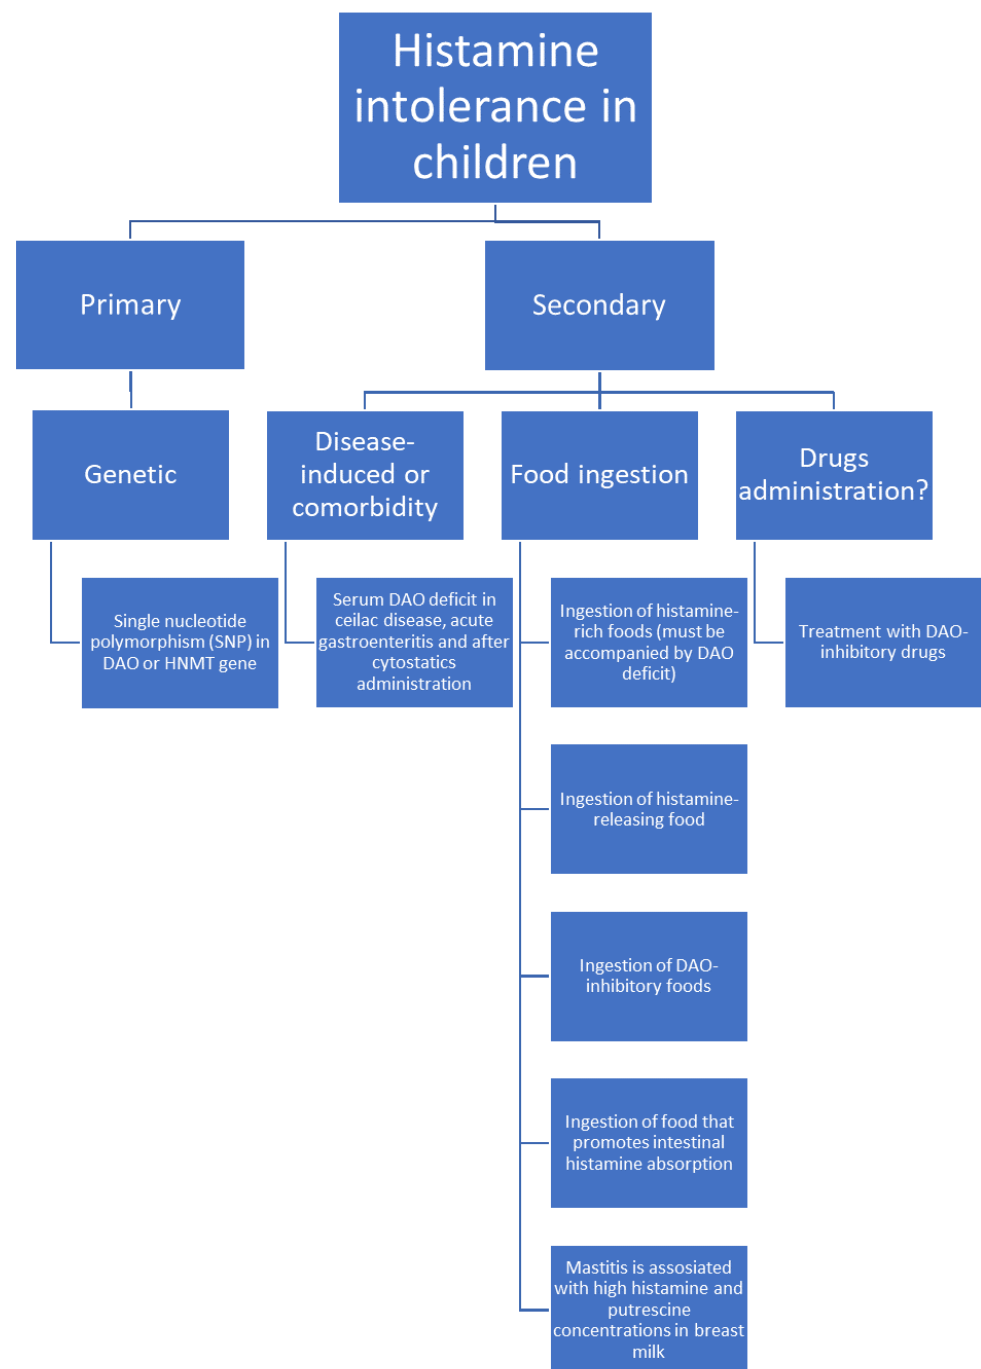 Histamine
intolerance in
children
Primary
Secondary
Genetic
Disease-
induced or
comorbidity
Food ingestion
Drugs
administration?
Single nucleotide
polymorphism (SNP) in
DAO or HNMT gene
Serum DAO deficit in
ceilac disease, acute
gastroenteritis and after
cytostatics
administration
Ingestion of histamine-
rich foods (must be
accompanied by DAO
deficit)
Treatment with DAO-
inhibitory drugs
Ingestion of histamine-
releasing food
Ingestion of DAO-
inhibitory foods
Ingestion of food that
promotes intestinal
histamine absorption
Mastitis is assosiated
with high histamine and
putrescine
concentrations in breast
milk